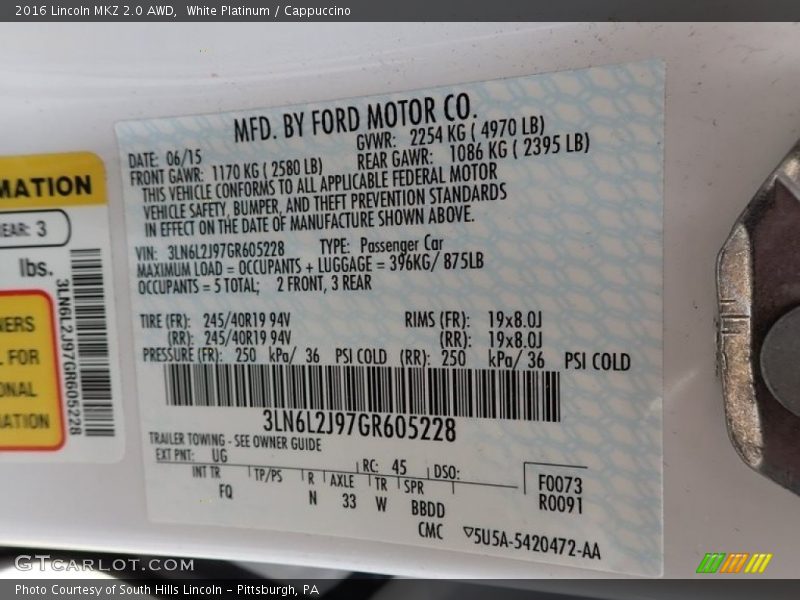 2016 Lincoln MKZ 2.0 AWD,  White Platinum / Cappuccino
MFD. BY FORD MOTOR CO.
DATE: 06/15
GVWR: 2254 KG ( 4970 LB)
FRONT GAWR: 1170 KG ( 2580 LB)
REAR GAWR: 1086 KG ( 2395 LB)
THIS VEHICLE CONFORMS TO ALL APPLICABLE FEDERAL MOTOR
VEHICLE SAFETY, BUMPER, AND THEFT PREVENTION STANDARDS
IN EFFECT ON THE DATE OF MANUFACTURE SHOWN ABOVE.
VIN: 3LN6L2J97GR605228 TYPE: Passenger Car
MAXIMUM LOAD = OCCUPANTS + LUGGAGE = 396KG/ 875LB
OCCUPANTS = 5 TOTAL; 2 FRONT, 3 REAR
TIRE (FR): 245/40R19 94V RIMS (FR): 19x8.0J
(RR): 245/40R19 94V (RR): 19x8.0J
PRESSURE (FR): 250 kPa/ 36 PSI COLD (RR): 250 kPa/ 36 PSI COLD
3LN6L2J97GR605228
TRAILER TOWING - SEE OWNER GUIDE
EXT PNT: UG RC: 45 DSO:
INT TR TP/PS R AXLE TR SPR
FQ N 33 W BBDD
CMC
F0073
R0091
▽5U5A-5420472-AA
MATION
EAR: 3
lbs.
3LN6L2J97GR605228
NERS
L FOR
ONAL
ATION
GTCARLOT.COM
Photo Courtesy of South Hills Lincoln – Pittsburgh, PA